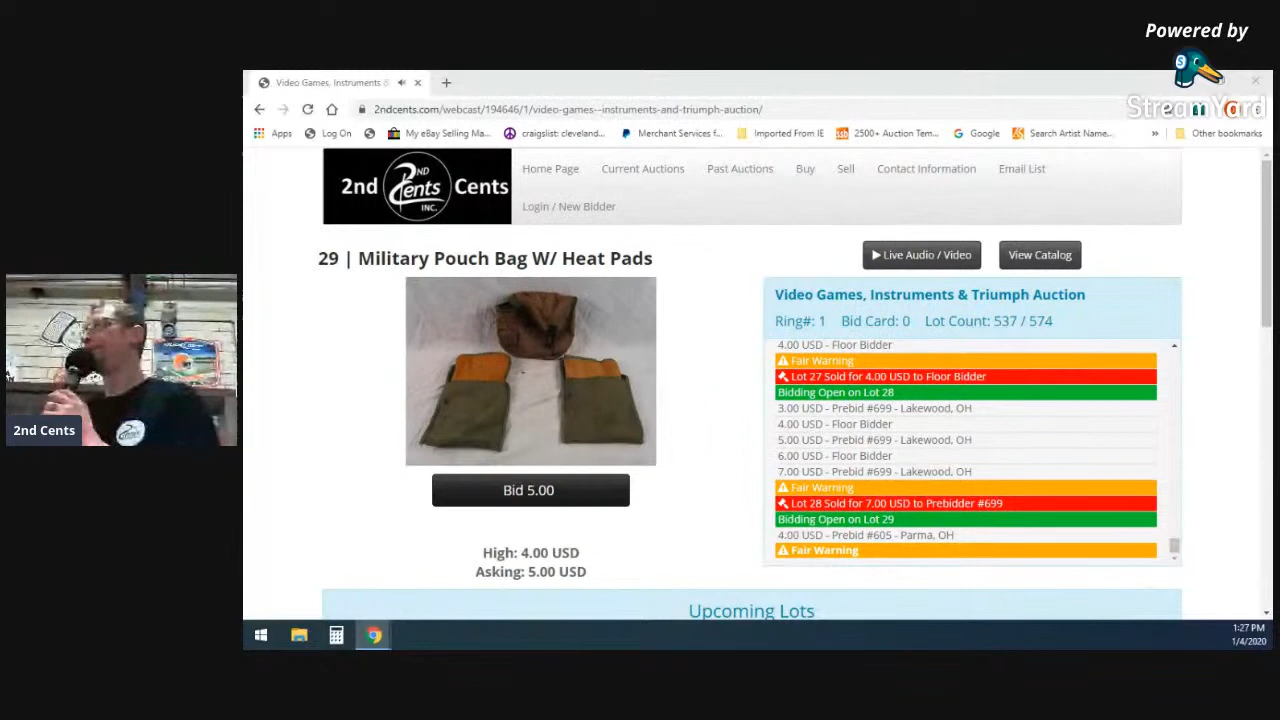 Powered by
StreamYard
Video Games, Instruments &
2ndcents.com/webcast/194646/1/video-games--instruments-and-triumph-auction/
Apps
Log On
My eBay Selling Ma...
craigslist: cleveland...
Merchant Services f...
Imported From IE
2500+ Auction Tem...
Google
Search Artist Name...
»
Other bookmarks
2nd
2ND Cents INC.
Cents
Home Page
Current Auctions
Past Auctions
Buy
Sell
Contact Information
Email List
Login / New Bidder
29 | Military Pouch Bag W/ Heat Pads
Live Audio / Video
View Catalog
Bid 5.00
High: 4.00 USD
Asking: 5.00 USD
Video Games, Instruments & Triumph Auction
Ring#: 1 Bid Card: 0 Lot Count: 537 / 574
4.00 USD - Floor Bidder
Fair Warning
Lot 27 Sold for 4.00 USD to Floor Bidder
Bidding Open on Lot 28
3.00 USD - Prebid #699 - Lakewood, OH
4.00 USD - Floor Bidder
5.00 USD - Prebid #699 - Lakewood, OH
6.00 USD - Floor Bidder
7.00 USD - Prebid #699 - Lakewood, OH
Fair Warning
Lot 28 Sold for 7.00 USD to Prebidder #699
Bidding Open on Lot 29
4.00 USD - Prebid #605 - Parma, OH
Fair Warning
Upcoming Lots
2nd Cents
1:27 PM
1/4/2020